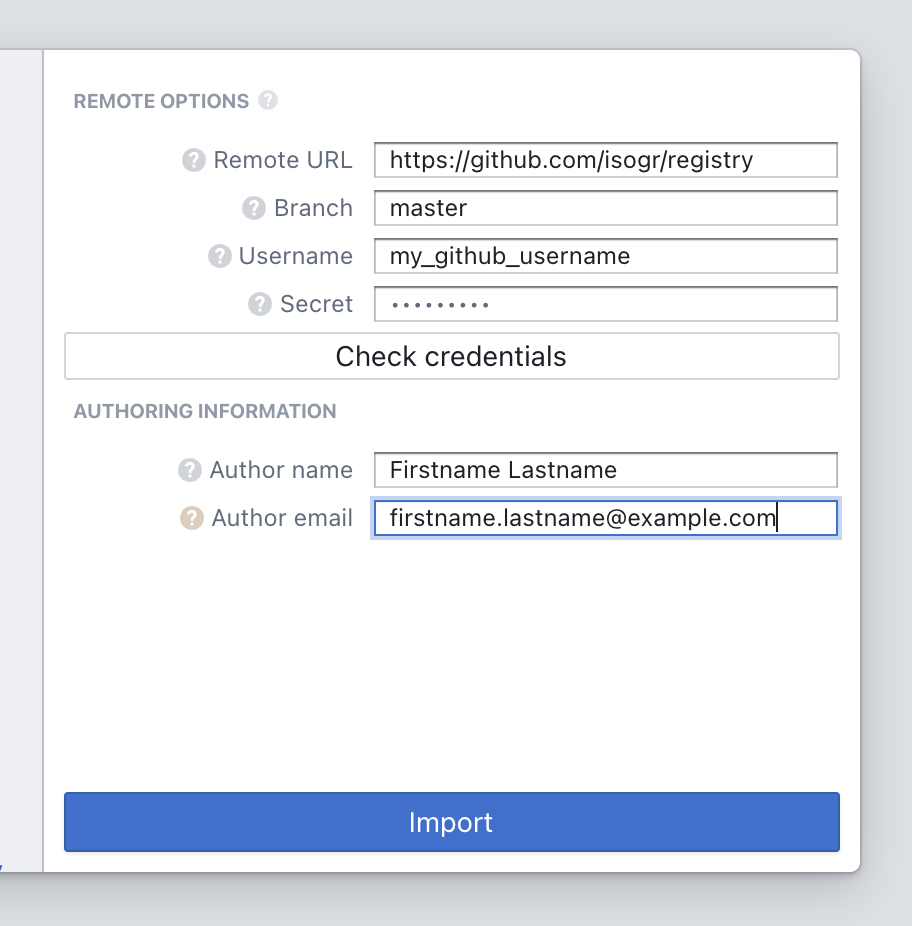 REMOTE OPTIONS ?
? Remote URL https://github.com/isogr/registry
? Branch master
? Username my_github_username
? Secret •••••••••
Check credentials
AUTHORING INFORMATION
? Author name Firstname Lastname
? Author email firstname.lastname@example.com
Import